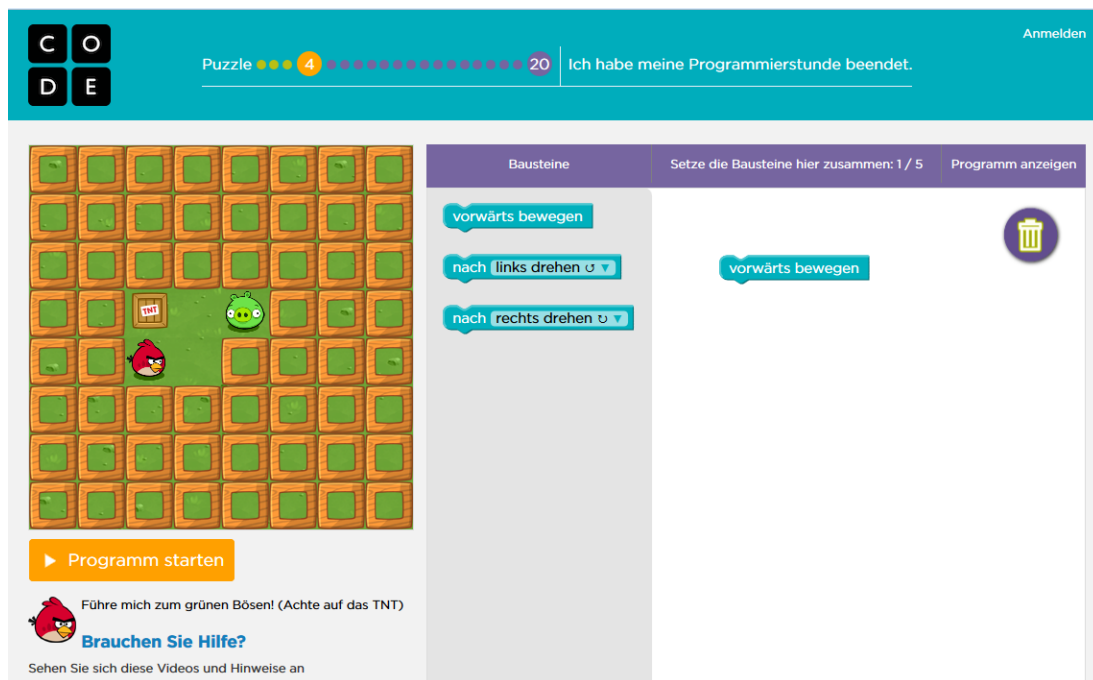 CO
DE
Anmelden
Puzzle 4 20 Ich habe meine Programmierstunde beendet.
Bausteine
Setze die Bausteine hier zusammen: 1 / 5
Programm anzeigen
vorwärts bewegen
nach links drehen ↺ ▼
nach rechts drehen ↻ ▼
vorwärts bewegen
TNT
Programm starten
Führe mich zum grünen Bösen! (Achte auf das TNT)
Brauchen Sie Hilfe?
Sehen Sie sich diese Videos und Hinweise an